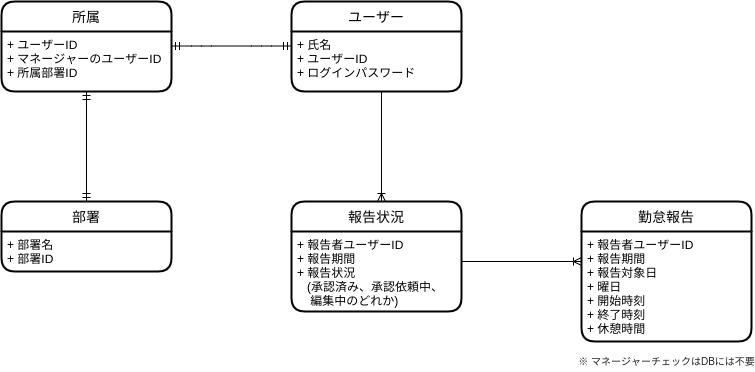 所属
+ ユーザーID
+ マネージャーのユーザーID
+ 所属部署ID
ユーザー
+ 氏名
+ ユーザーID
+ ログインパスワード
部署
+ 部署名
+ 部署ID
報告状況
+ 報告者ユーザーID
+ 報告期間
+ 報告状況
(承認済み、承認依頼中、
編集中のどれか)
勤怠報告
+ 報告者ユーザーID
+ 報告期間
+ 報告対象日
+ 曜日
+ 開始時刻
+ 終了時刻
+ 休憩時間
※ マネージャーチェックはDBには不要